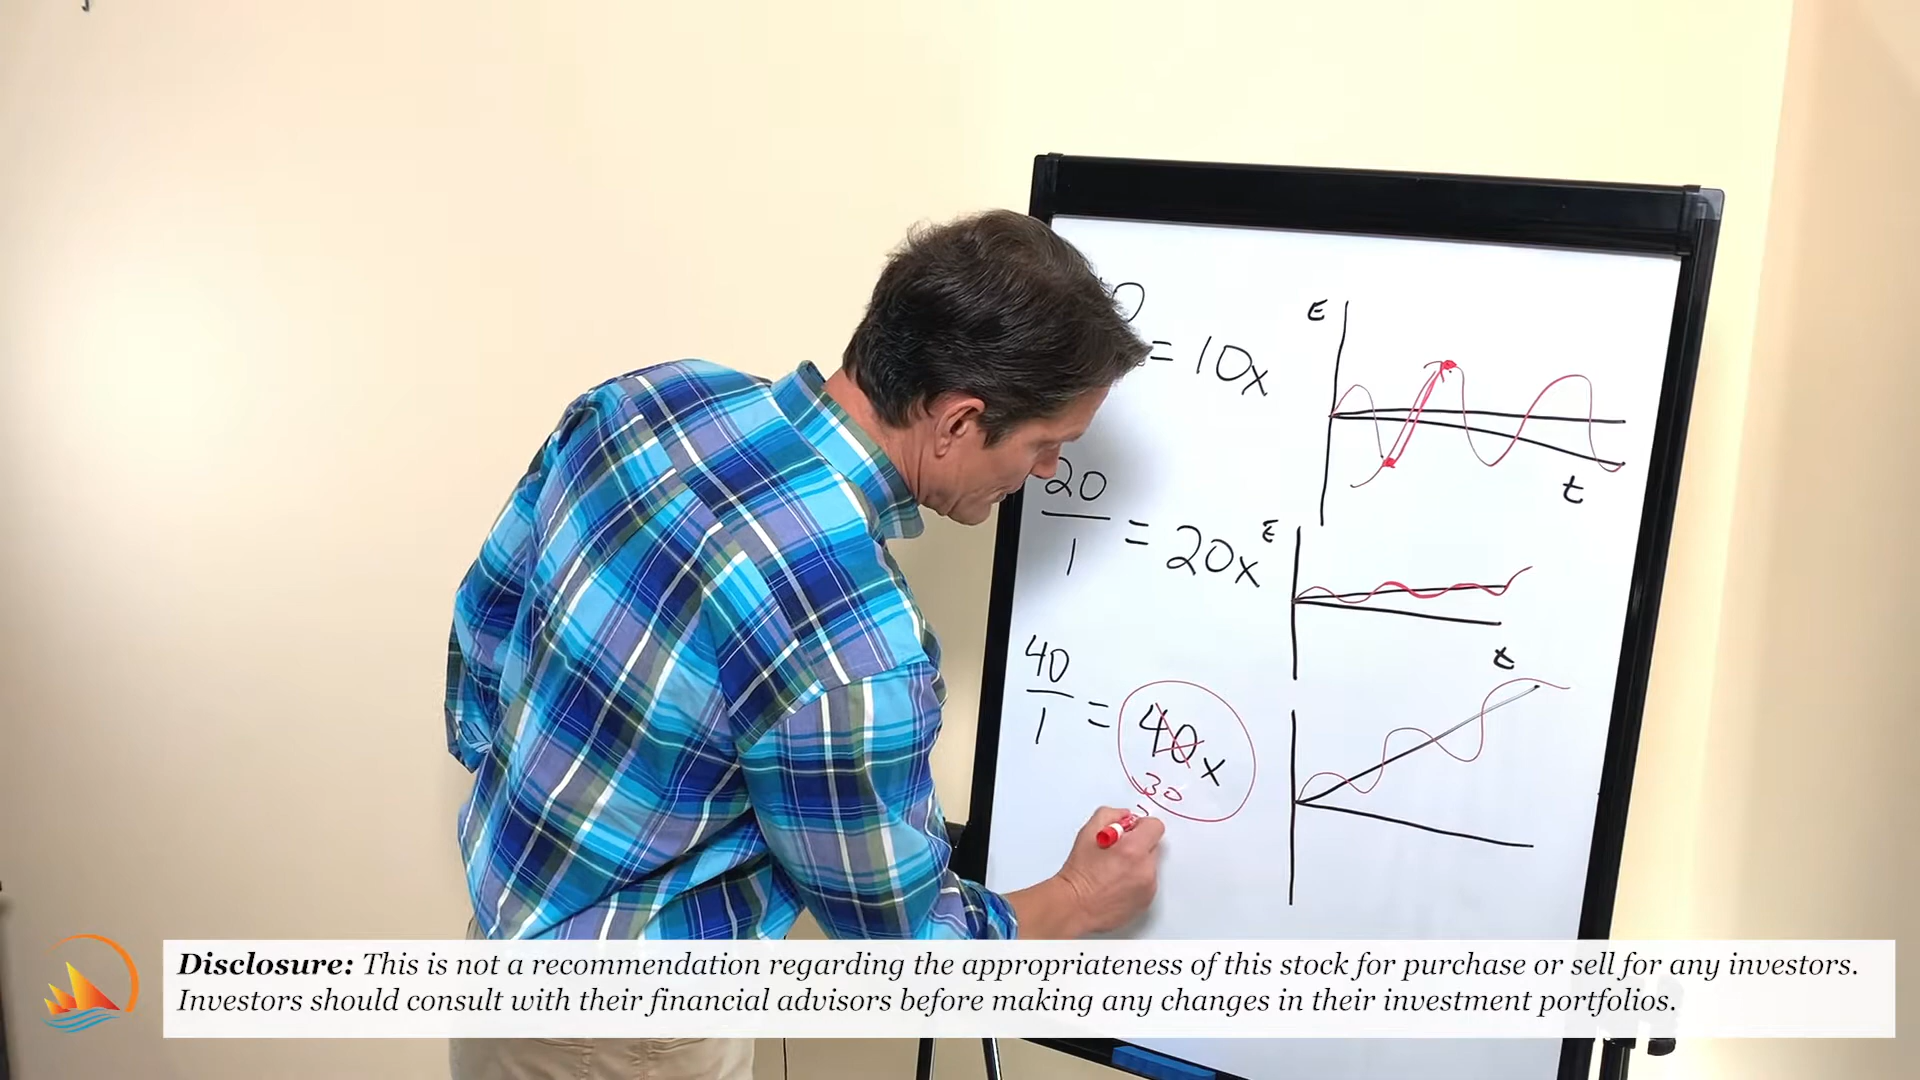 = 10x
20
1
= 20x
40
1
= 40x
30
E
t
E
t
Disclosure: This is not a recommendation regarding the appropriateness of this stock for purchase or sell for any investors.
Investors should consult with their financial advisors before making any changes in their investment portfolios.